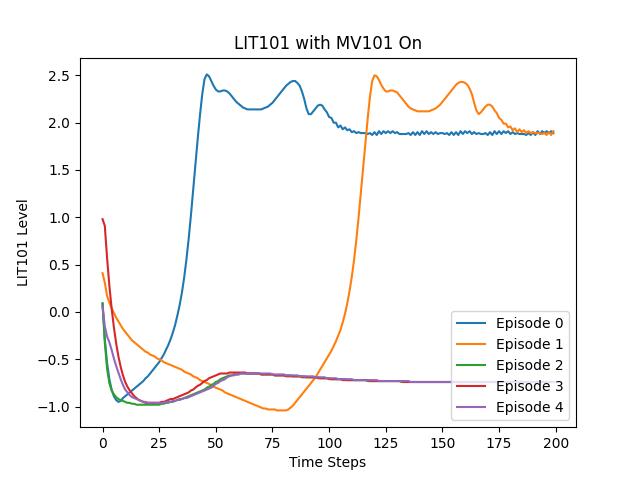 LIT101 with MV101 On
LIT101 Level
2.5
2.0
1.5
1.0
0.5
0.0
−0.5
−1.0
0 25 50 75 100 125 150 175 200
Time Steps
Episode 0
Episode 1
Episode 2
Episode 3
Episode 4